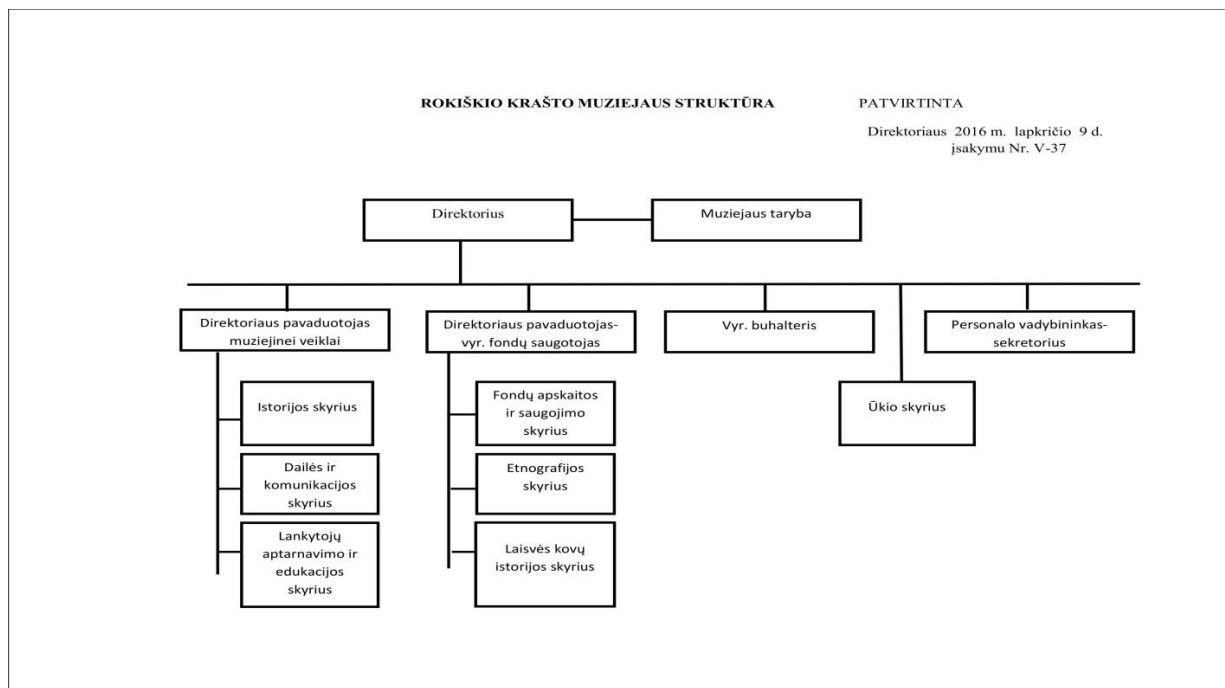 ROKIŠKIO KRAŠTO MUZIEJAUS STRUKTŪRA
PATVIRTINTA
Direktoriaus 2016 m. lapkričio 9 d.
įsakymu Nr. V-37
Direktorius
Muziejaus taryba
Direktoriaus pavaduotojas
muziejinei veiklai
Direktoriaus pavaduotojas-
vyr. fondų saugotojas
Vyr. buhalteris
Personalo vadybininkas-
sekretorius
Istorijos skyrius
Dailės ir
komunikacijos
skyrius
Lankytojų
aptarnavimo ir
edukacijos
skyrius
Fondų apskaitos
ir saugojimo
skyrius
Etnografijos
skyrius
Laisvės kovų
istorijos skyrius
Ūkio skyrius